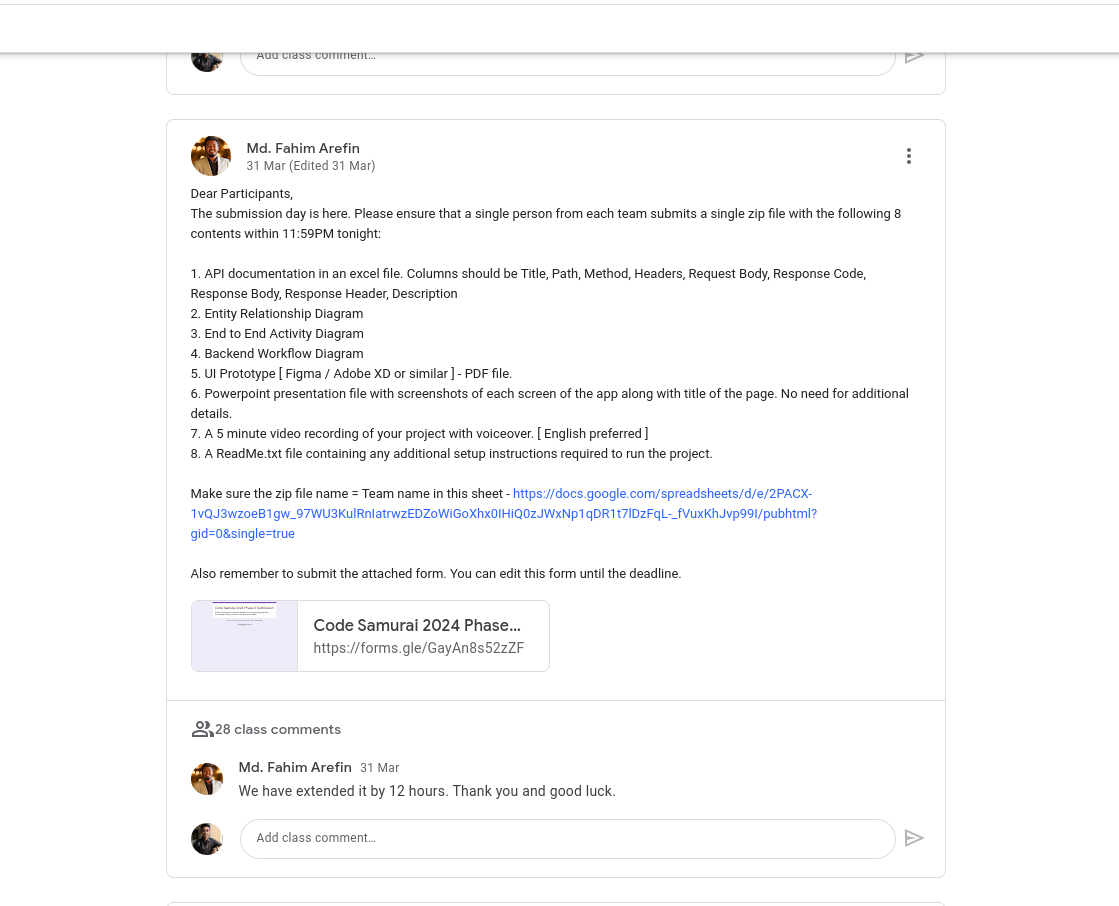 Add class comment…
Md. Fahim Arefin
31 Mar (Edited 31 Mar)
Dear Participants,
The submission day is here. Please ensure that a single person from each team submits a single zip file with the following 8
contents within 11:59PM tonight:
1. API documentation in an excel file. Columns should be Title, Path, Method, Headers, Request Body, Response Code,
Response Body, Response Header, Description
2. Entity Relationship Diagram
3. End to End Activity Diagram
4. Backend Workflow Diagram
5. UI Prototype [ Figma / Adobe XD or similar ] - PDF file.
6. Powerpoint presentation file with screenshots of each screen of the app along with title of the page. No need for additional
details.
7. A 5 minute video recording of your project with voiceover. [ English preferred ]
8. A ReadMe.txt file containing any additional setup instructions required to run the project.
Make sure the zip file name = Team name in this sheet - https://docs.google.com/spreadsheets/d/e/2PACX-
1vQJ3wzoeB1gw_97WU3KulRnIatrwzEDZoWiGoXhx0IHiQ0zJWxNp1qDR1t7lDzFqL-_fVuxKhJvp99I/pubhtml?
gid=0&single=true
Also remember to submit the attached form. You can edit this form until the deadline.
Code Samurai 2024 Phase...
https://forms.gle/GayAn8s52zZF
28 class comments
Md. Fahim Arefin 31 Mar
We have extended it by 12 hours. Thank you and good luck.
Add class comment…